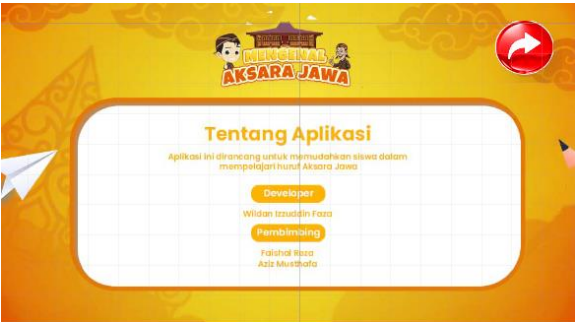 MENGENAL
AKSARA JAWA
Tentang Aplikasi
Aplikasi ini dirancang untuk memudahkan siswa dalam
mempelajari huruf Aksara Jawa
Developer
Wildan Izzuddin Faza
Pembimbing
Faishal Reza
Aziz Musthafa